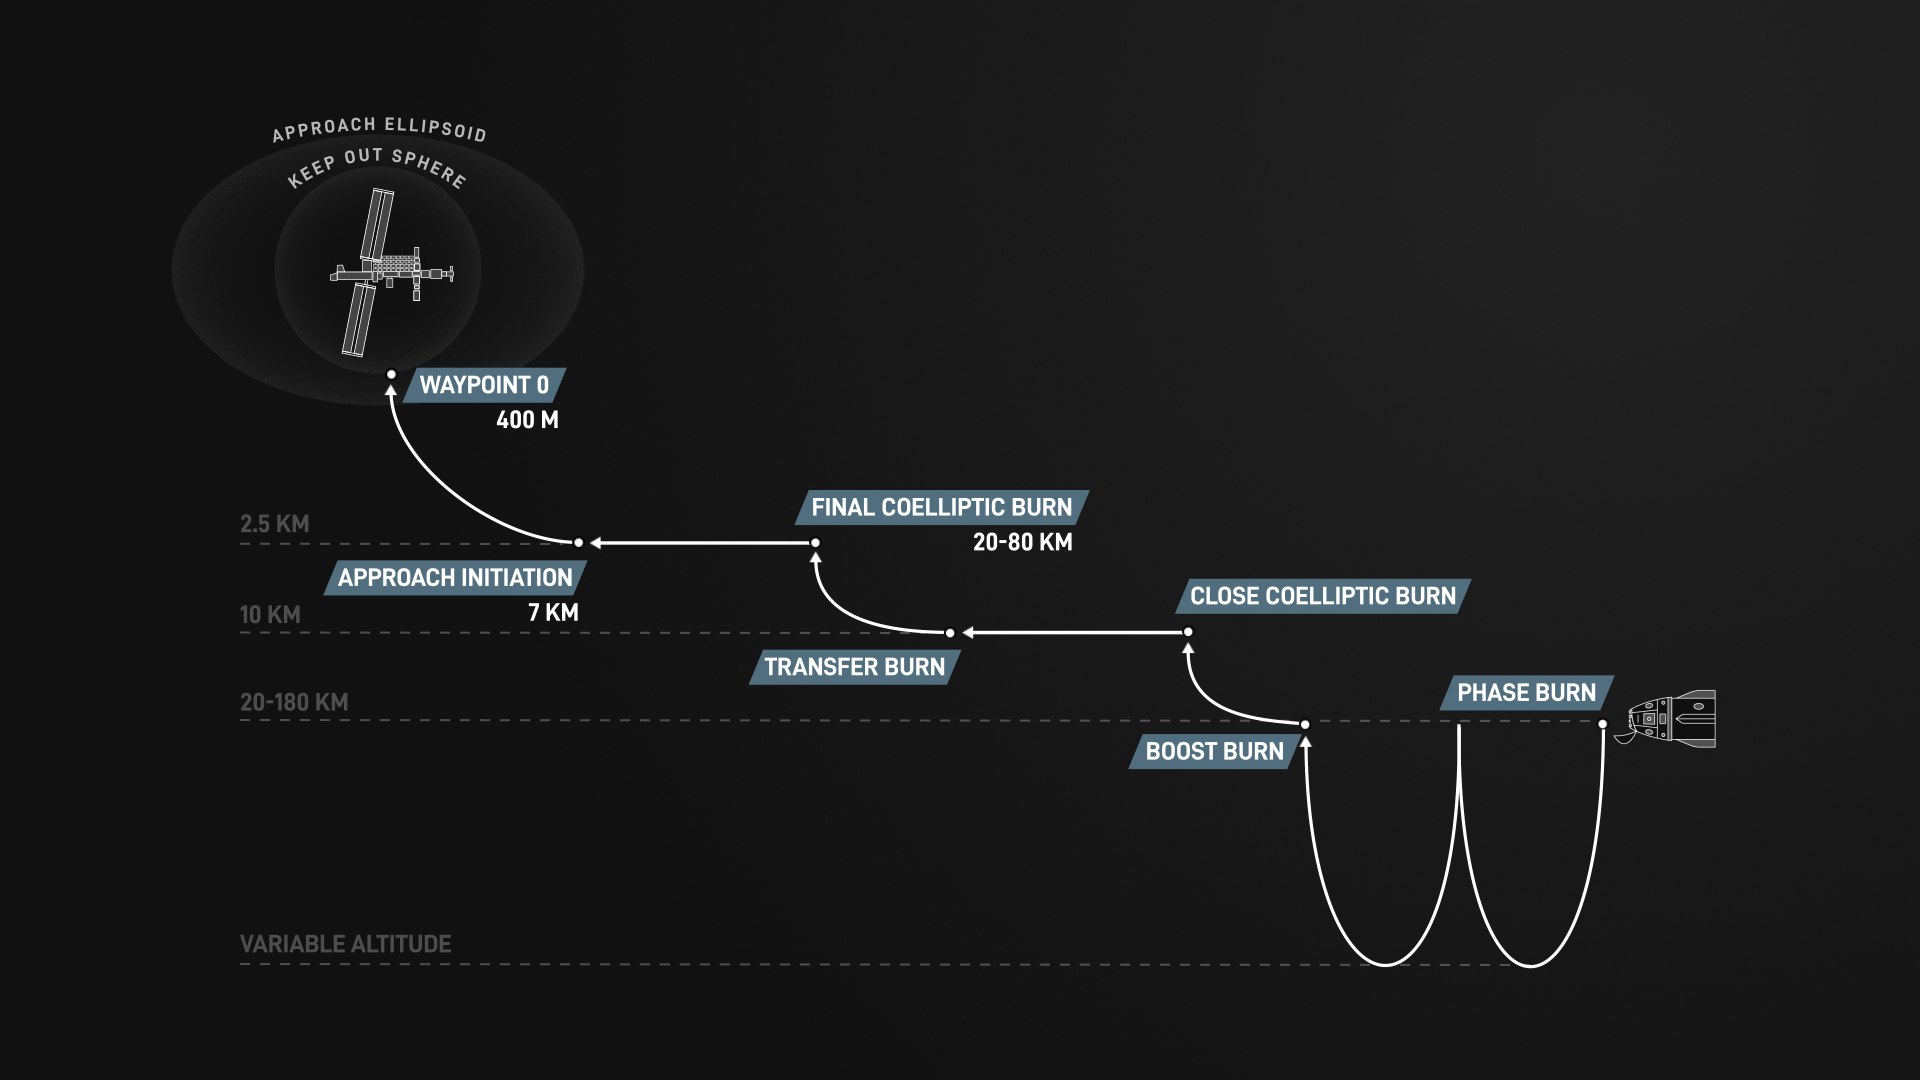 APPROACH ELLIPSOID
KEEP OUT SPHERE
WAYPOINT 0
400 M
FINAL COELLIPTIC BURN
2.5 KM
20-80 KM
APPROACH INITIATION
CLOSE COELLIPTIC BURN
10 KM
7 KM
TRANSFER BURN
PHASE BURN
20-180 KM
BOOST BURN
VARIABLE ALTITUDE